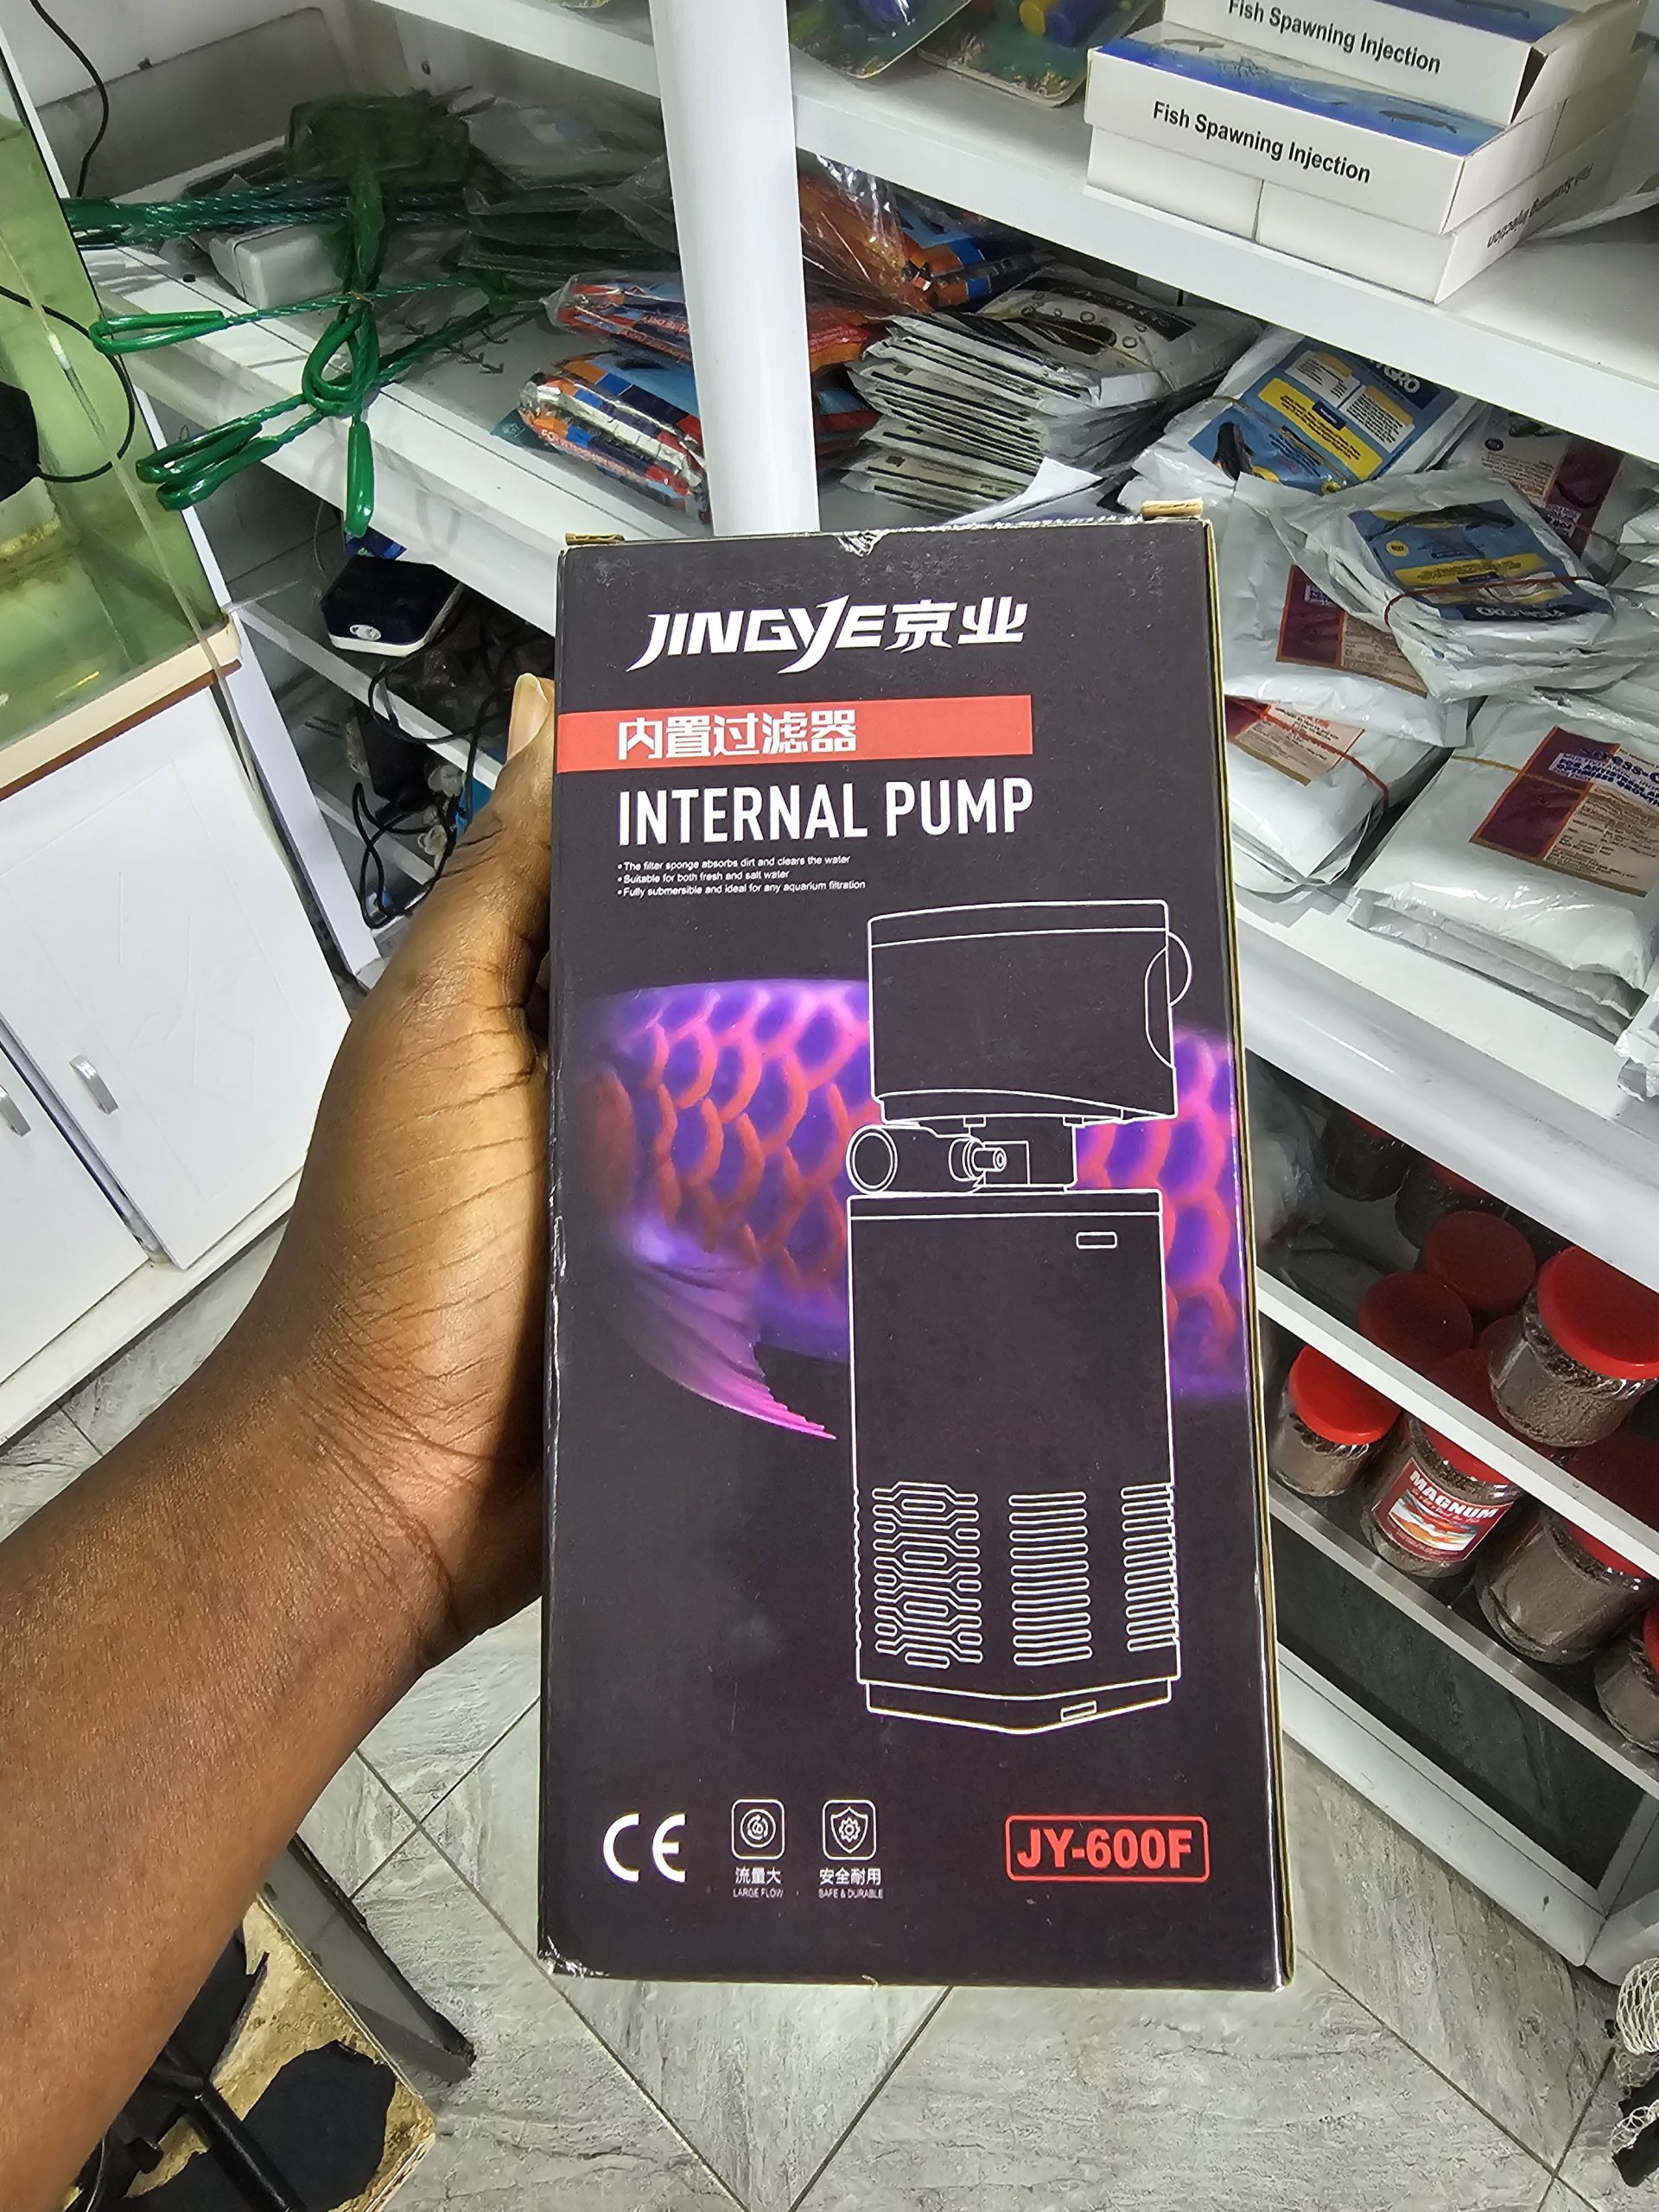 Fish Spawning Injection
Fish Spawning Injection
JINGYE京业
内置过滤器
INTERNAL PUMP
• The filter sponge absorbs dirt and clears the water
• Suitable for both fresh and salt water
• Fully submersible and ideal for any aquarium filtration
MAGNUM
CE
流量大
LARGE FLOW
安全耐用
SAFE & DURABLE
JY-600F